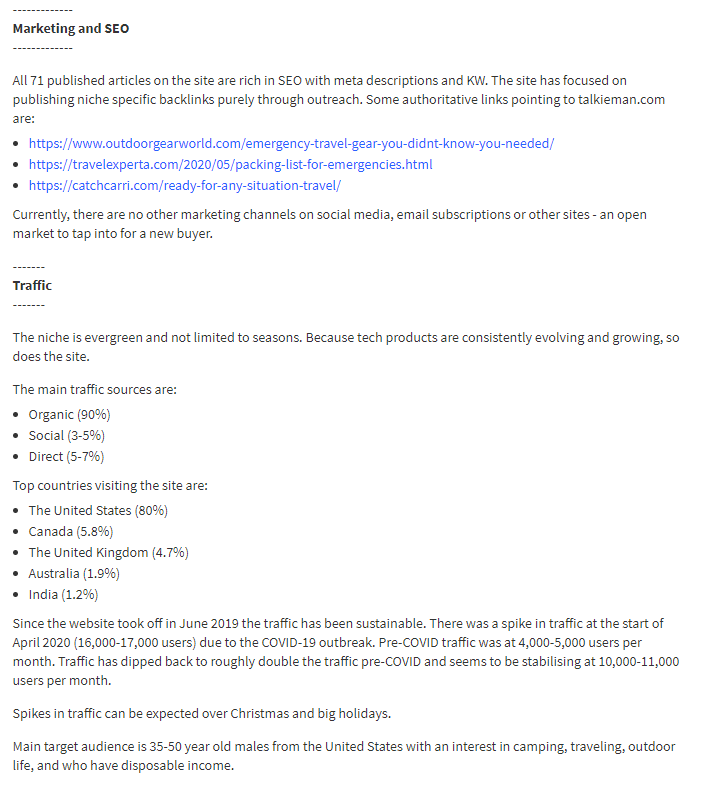 -------------
Marketing and SEO
-------------
All 71 published articles on the site are rich in SEO with meta descriptions and KW. The site has focused on
publishing niche specific backlinks purely through outreach. Some authoritative links pointing to talkieman.com
are:
• https://www.outdoorgearworld.com/emergency-travel-gear-you-didnt-know-you-needed/
• https://travelexperta.com/2020/05/packing-list-for-emergencies.html
• https://catchcarri.com/ready-for-any-situation-travel/
Currently, there are no other marketing channels on social media, email subscriptions or other sites - an open
market to tap into for a new buyer.
-------
Traffic
-------
The niche is evergreen and not limited to seasons. Because tech products are consistently evolving and growing, so
does the site.
The main traffic sources are:
• Organic (90%)
• Social (3-5%)
• Direct (5-7%)
Top countries visiting the site are:
• The United States (80%)
• Canada (5.8%)
• The United Kingdom (4.7%)
• Australia (1.9%)
• India (1.2%)
Since the website took off in June 2019 the traffic has been sustainable. There was a spike in traffic at the start of
April 2020 (16,000-17,000 users) due to the COVID-19 outbreak. Pre-COVID traffic was at 4,000-5,000 users per
month. Traffic has dipped back to roughly double the traffic pre-COVID and seems to be stabilising at 10,000-11,000
users per month.
Spikes in traffic can be expected over Christmas and big holidays.
Main target audience is 35-50 year old males from the United States with an interest in camping, traveling, outdoor
life, and who have disposable income.